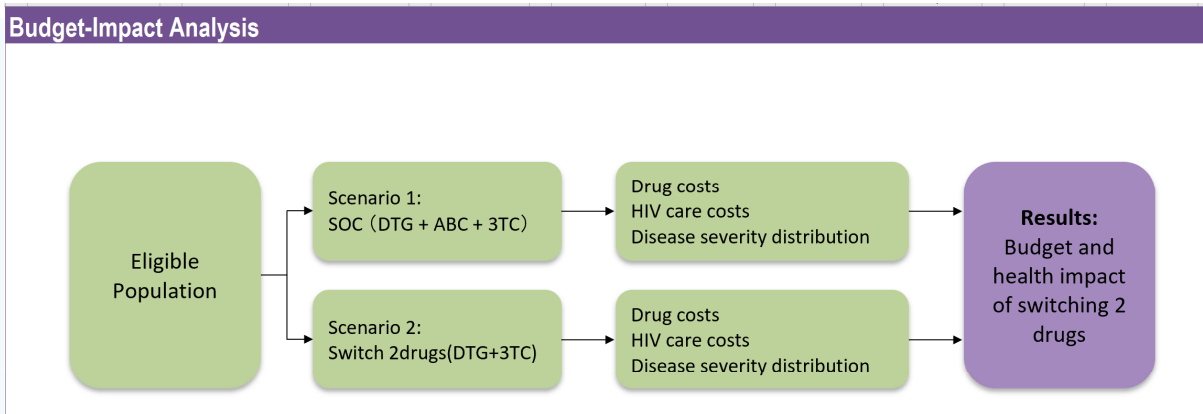 Budget-Impact Analysis
Eligible
Population
Scenario 1:
SOC（DTG + ABC + 3TC）
Scenario 2:
Switch 2drugs(DTG+3TC)
Drug costs
HIV care costs
Disease severity distribution
Drug costs
HIV care costs
Disease severity distribution
Results:
Budget and
health impact
of switching 2
drugs